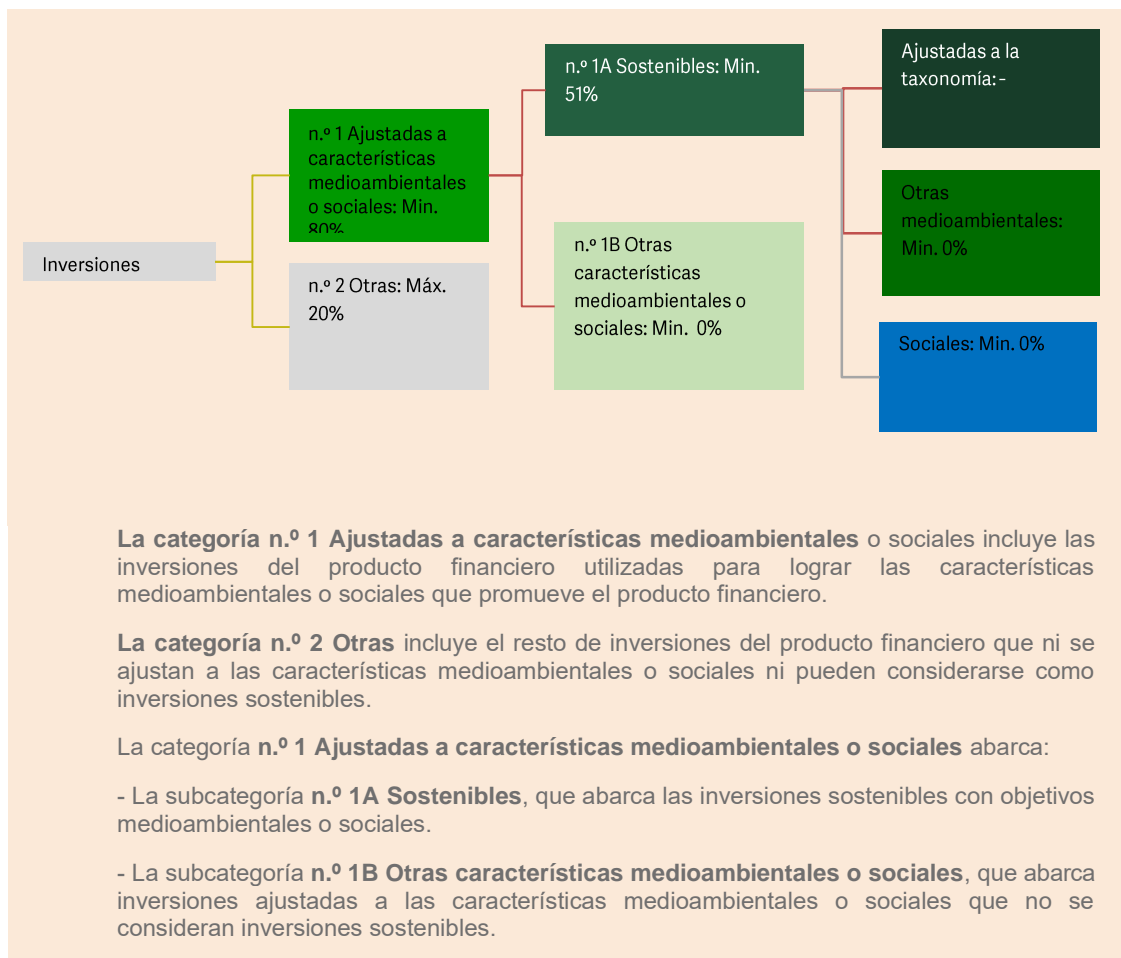 Inversiones
n.º 1 Ajustadas a
características
medioambientales
o sociales: Min.
80%
n.º 2 Otras: Máx.
20%
n.º 1A Sostenibles: Min.
51%
n.º 1B Otras
características
medioambientales o
sociales: Min. 0%
Ajustadas a la
taxonomía: -
Otras
medioambientales:
Min. 0%
Sociales: Min. 0%
La categoría n.º 1 Ajustadas a características medioambientales o sociales incluye las
inversiones del producto financiero utilizadas para lograr las características
medioambientales o sociales que promueve el producto financiero.
La categoría n.º 2 Otras incluye el resto de inversiones del producto financiero que ni se
ajustan a las características medioambientales o sociales ni pueden considerarse como
inversiones sostenibles.
La categoría n.º 1 Ajustadas a características medioambientales o sociales abarca:
- La subcategoría n.º 1A Sostenibles, que abarca las inversiones sostenibles con objetivos
medioambientales o sociales.
- La subcategoría n.º 1B Otras características medioambientales o sociales, que abarca
inversiones ajustadas a las características medioambientales o sociales que no se
consideran inversiones sostenibles.